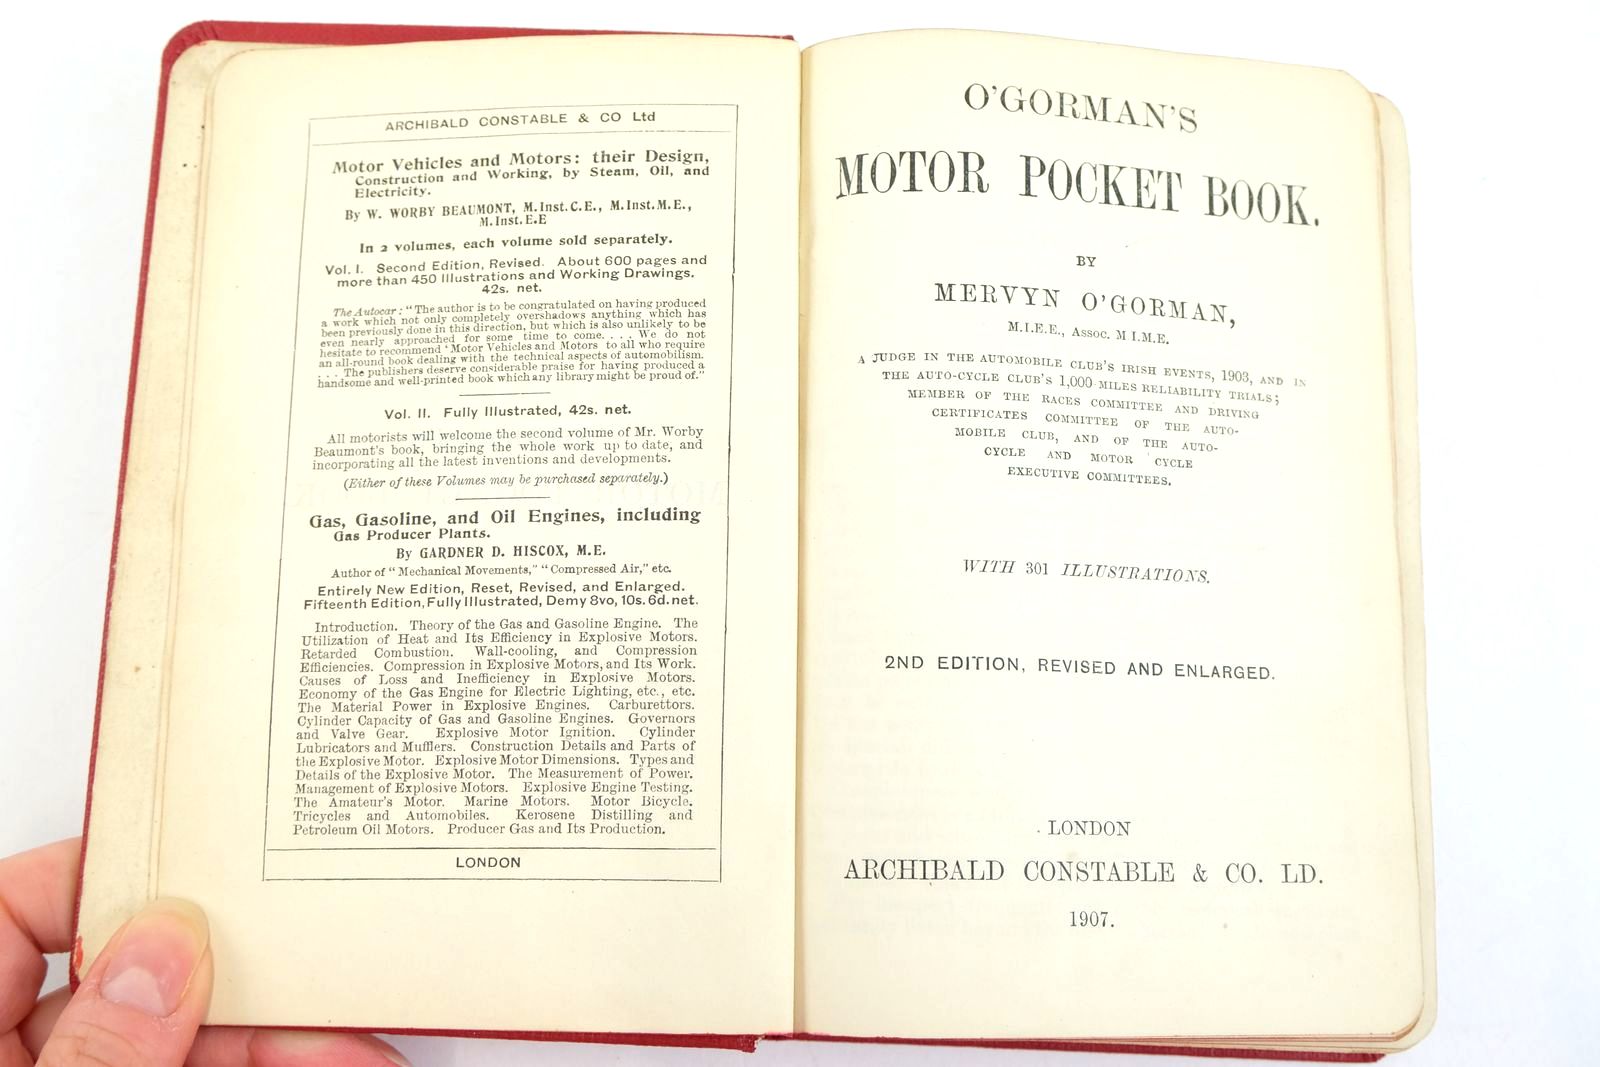 ARCHIBALD CONSTABLE & CO Ltd
Motor Vehicles and Motors: their Design,
Construction and Working, by Steam, Oil, and
Electricity.
By W. WORBY BEAUMONT, M.Inst.C.E., M.Inst.M.E.,
M.Inst.E.E
In 2 volumes, each volume sold separately.
Vol. I. Second Edition, Revised. About 600 pages and
more than 450 Illustrations and Working Drawings.
42s. net.
The Autocar: "The author is to be congratulated on having produced
a work which not only completely overshadows anything which has
been previously done in this direction, but which is also unlikely to be
even nearly approached for some time to come. . . . We do not
hesitate to recommend 'Motor Vehicles and Motors to all who require
an all-round book dealing with the technical aspects of automobilism.
. . . The publishers deserve considerable praise for having produced a
handsome and well-printed book which any library might be proud of."
Vol. II. Fully Illustrated, 42s. net.
All motorists will welcome the second volume of Mr. Worby
Beaumont's book, bringing the whole work up to date, and
incorporating all the latest inventions and developments.
(Either of these Volumes may be purchased separately.)
Gas, Gasoline, and Oil Engines, including
Gas Producer Plants.
By GARDNER D. HISCOX, M.E.
Author of "Mechanical Movements," "Compressed Air," etc.
Entirely New Edition, Reset, Revised, and Enlarged.
Fifteenth Edition, Fully Illustrated, Demy 8vo, 10s. 6d. net.
Introduction. Theory of the Gas and Gasoline Engine. The
Utilization of Heat and Its Efficiency in Explosive Motors.
Retarded Combustion. Wall-cooling, and Compression
Efficiencies. Compression in Explosive Motors, and Its Work.
Causes of Loss and Inefficiency in Explosive Motors.
Economy of the Gas Engine for Electric Lighting, etc., etc.
The Material Power in Explosive Engines. Carburettors.
Cylinder Capacity of Gas and Gasoline Engines. Governors
and Valve Gear. Explosive Motor Ignition. Cylinder
Lubricators and Mufflers. Construction Details and Parts of
the Explosive Motor. Explosive Motor Dimensions. Types and
Details of the Explosive Motor. The Measurement of Power.
Management of Explosive Motors. Explosive Engine Testing.
The Amateur's Motor. Marine Motors. Motor Bicycle.
Tricycles and Automobiles. Kerosene Distilling and
Petroleum Oil Motors. Producer Gas and Its Production.
LONDON
O'GORMAN'S
MOTOR POCKET BOOK.
BY
MERVYN O'GORMAN,
M.I.E.E., Assoc. M I.M.E.
A JUDGE IN THE AUTOMOBILE CLUB'S IRISH EVENTS, 1903, AND IN
THE AUTO-CYCLE CLUB'S 1,000 MILES RELIABILITY TRIALS;
MEMBER OF THE RACES COMMITTEE AND DRIVING
CERTIFICATES COMMITTEE OF THE AUTO-
MOBILE CLUB, AND OF THE AUTO-
CYCLE AND MOTOR CYCLE
EXECUTIVE COMMITTEES.
WITH 301 ILLUSTRATIONS.
2ND EDITION, REVISED AND ENLARGED.
LONDON
ARCHIBALD CONSTABLE & CO. LD.
1907.